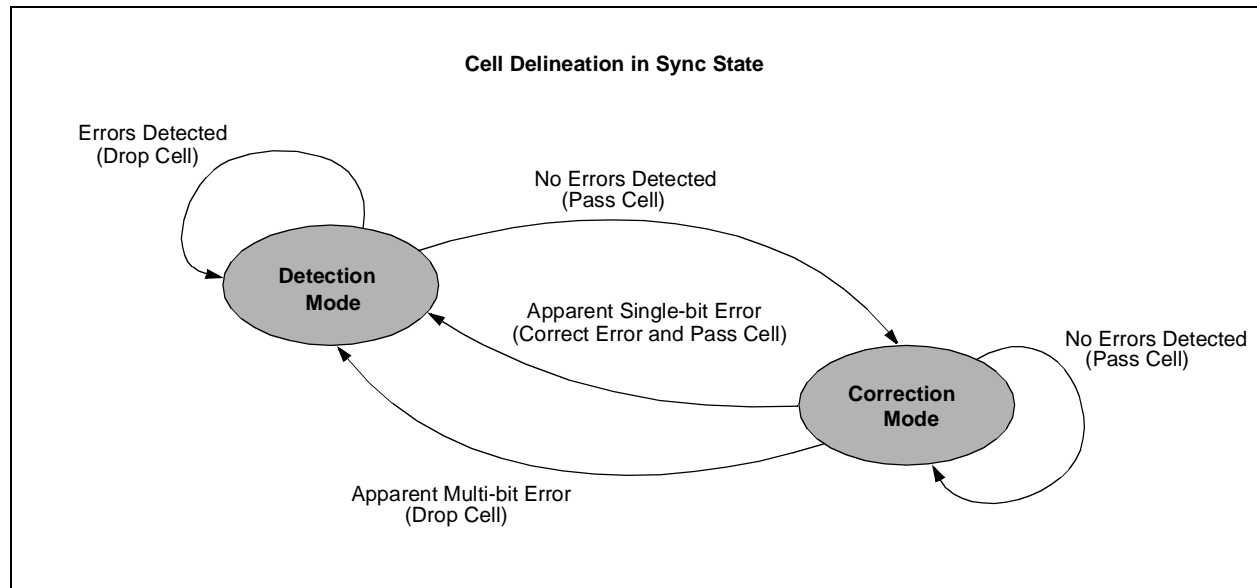 Cell Delineation in Sync State
Errors Detected
(Drop Cell)
No Errors Detected
(Pass Cell)
Detection
Mode
Apparent Single-bit Error
(Correct Error and Pass Cell)
No Errors Detected
(Pass Cell)
Correction
Mode
Apparent Multi-bit Error
(Drop Cell)